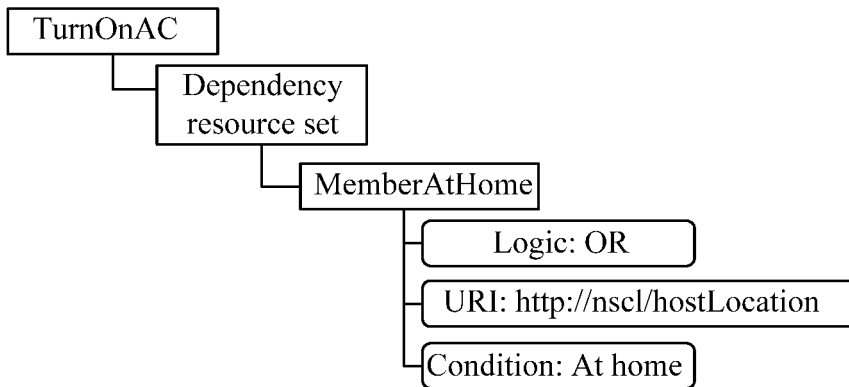 TurnOnAC
Dependency
resource set
MemberAtHome
Logic: OR
URI: http://nscl/hostLocation
Condition: At home